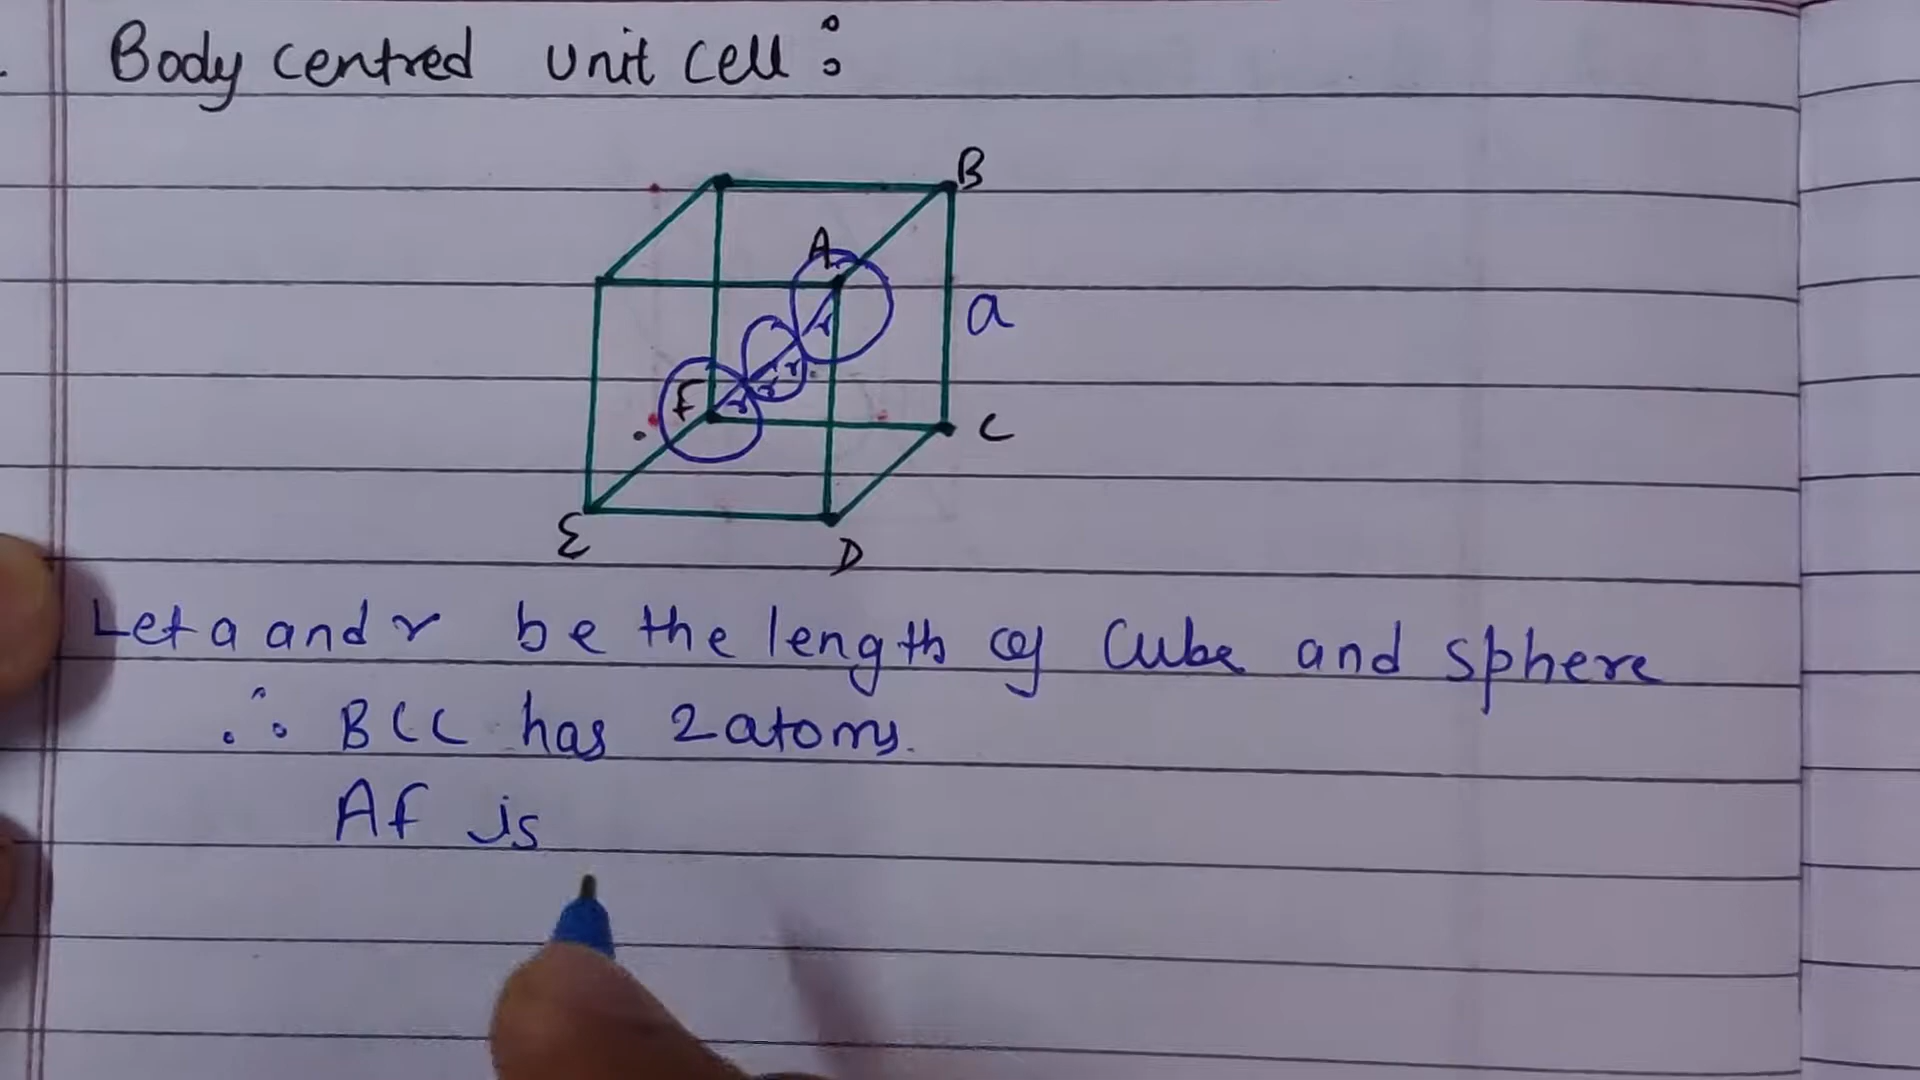 Body centred unit cell :
B
A
a
r
r
r
r
F
C
E
D
Let a and r be the length of Cube and sphere
∴ BCC has 2 atoms.
AF is